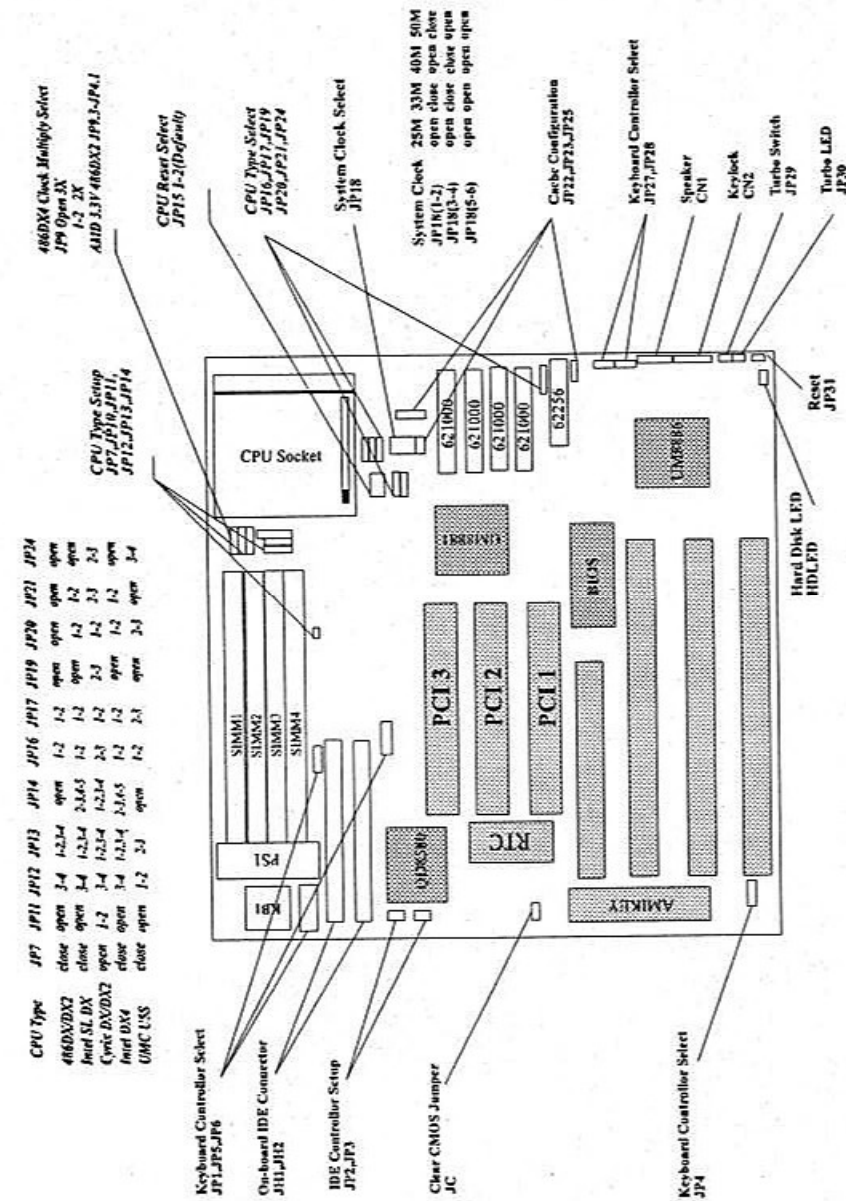 CPU Type JP7 JP11 JP12 JP13 JP14 JP16 JP17 JP19 JP20 JP21 JP24
486DX/DX2 close open 3-4 1-2,3-4 open 1-2 1-2 open open open open
Intel SL DX close open 3-4 1-2,3-4 2-3,4-5 1-2 1-2 open 1-2 1-2 open
Cyrix DX/DX2 open 1-2 3-4 1-2,3-4 1-2,3-4 2-3 1-2 2-3 1-2 2-3 2-3
Intel DX4 close open 3-4 1-2,3-4 2-3,4-5 1-2 1-2 open 1-2 1-2 open
UMC U5S close open 1-2 2-3 open 1-2 2-3 open 2-3 open 3-4
CPU Type Setup
JP7,JP10,JP11,
JP12,JP13,JP14
486DX4 Clock Multiply Select
JP9 Open 3X
1-2 2X
AMD 3.3V 486DX2 JP9.3-JP4.1
CPU Reset Select
JP15 1-2(Default)
CPU Type Select
JP16,JP17,JP19
JP20,JP21,JP24
System Clock Select
JP18
System Clock 25M 33M 40M 50M
JP18(1-2) open close open close
JP18(3-4) open close close open
JP18(5-6) open open open open
Cache Configuration
JP22,JP23,JP25
Keyboard Controller Select
JP27,JP28
Speaker
CN1
Keylock
CN2
Turbo Switch
JP29
Turbo LED
JP30
Reset
JP31
Hard Disk LED
HDLED
Keyboard Controller Select
JP1,JP5,JP6
On-board IDE Connector
JH1,JH2
IDE Controller Setup
JP2,JP3
Clear CMOS Jumper
JC
Keyboard Controller Select
JP4
CPU Socket
SIMM1
SIMM2
SIMM3
SIMM4
PS1
KB1
621000
621000
621000
621000
62256
UM8881
UM8886
PCI 3
PCI 2
PCI 1
BIOS
QD6580
RTC
AMIKEY